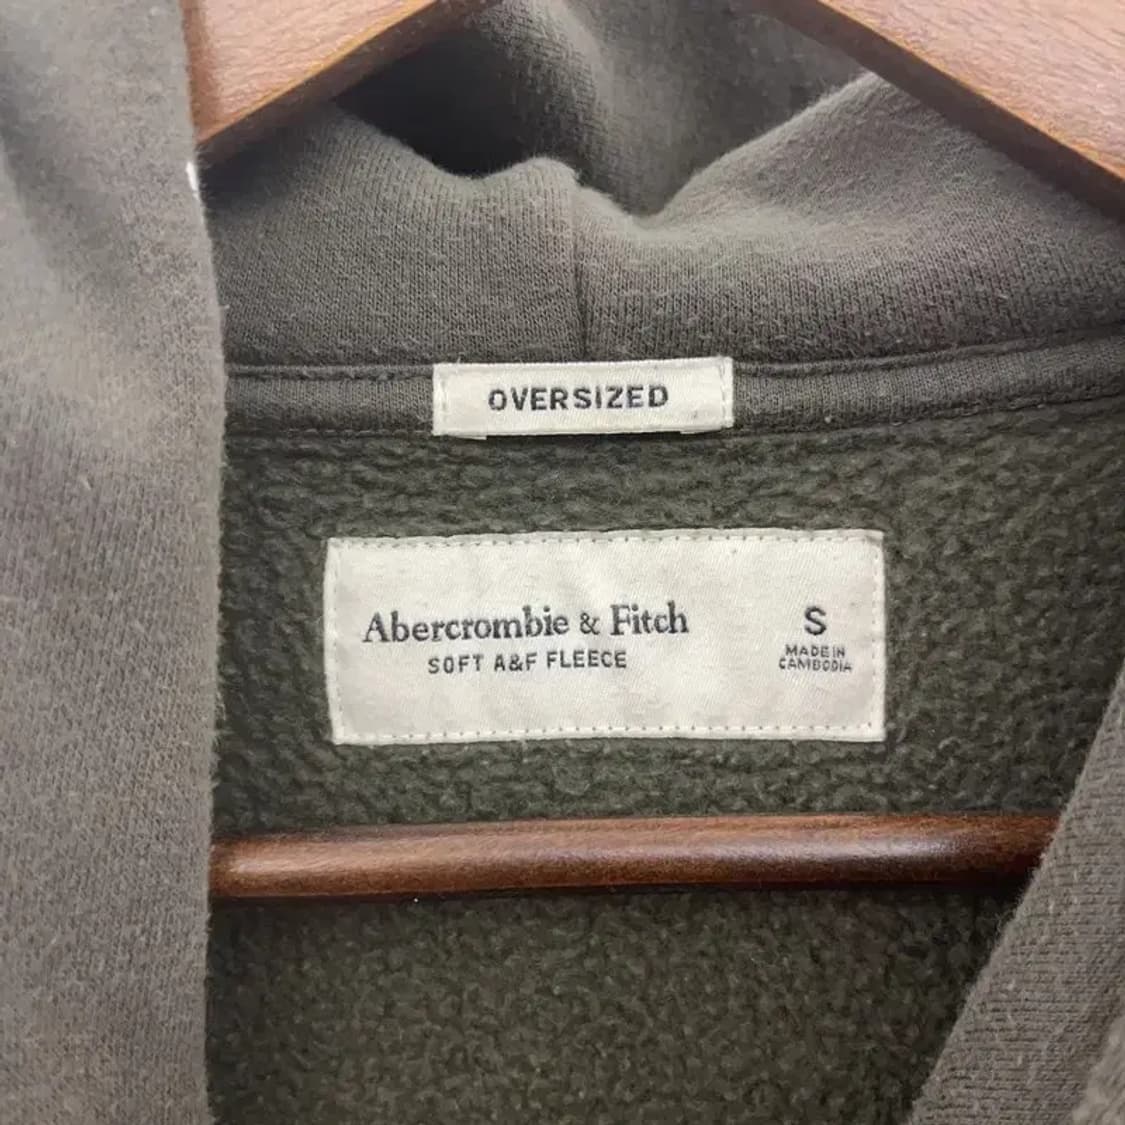 OVERSIZED
Abercrombie & Fitch
SOFT A&F FLEECE
S
MADE IN
CAMBODIA